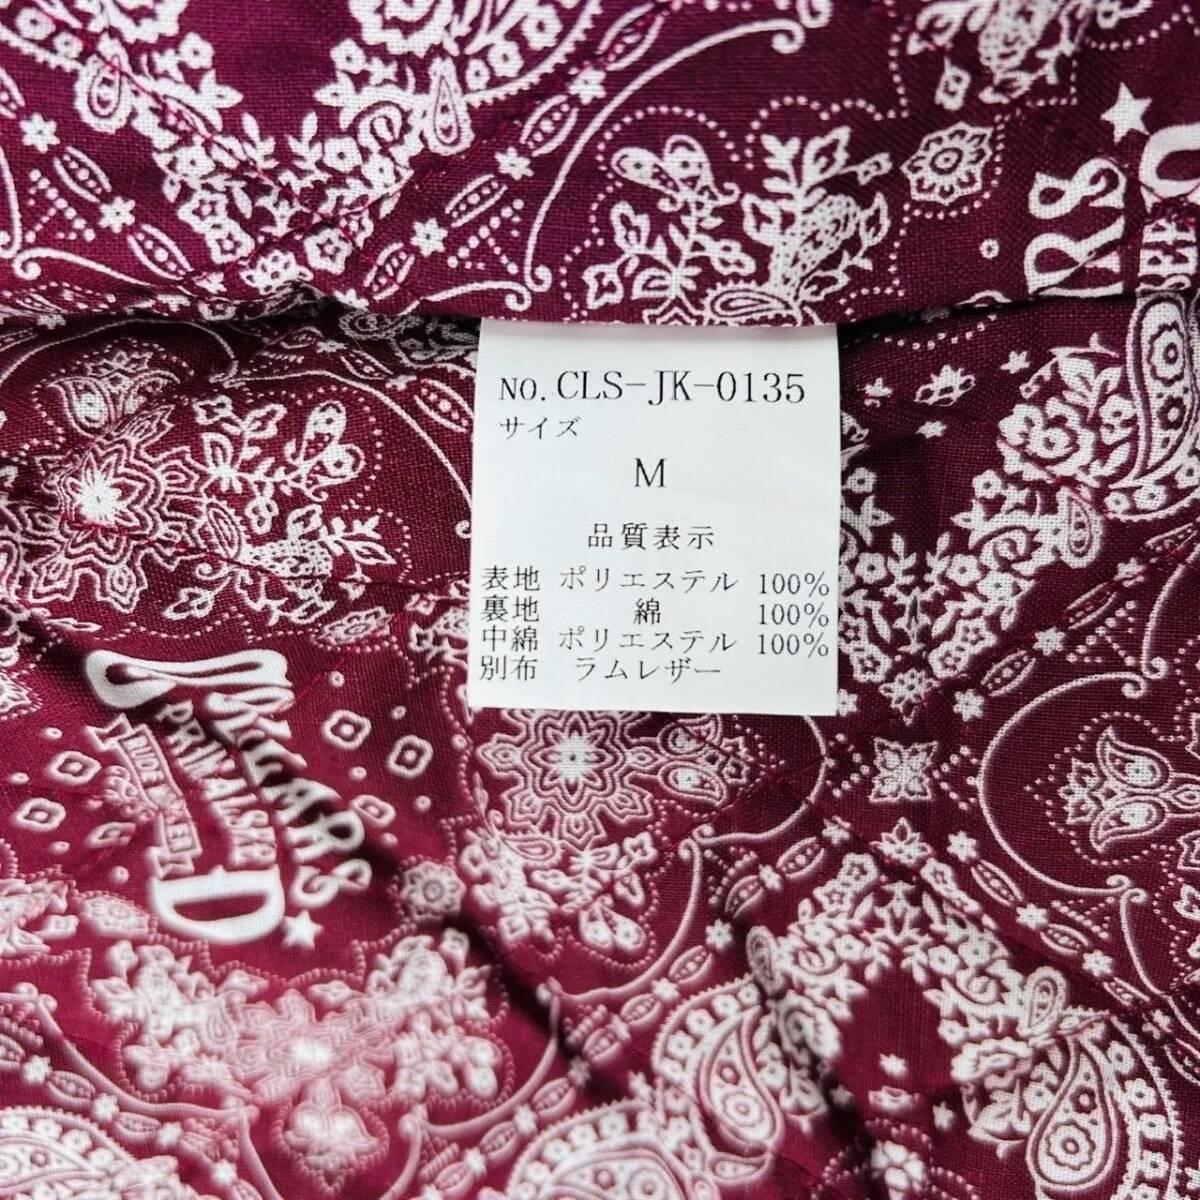 NO. CLS-JK-0135
サイズ
M
品質表示
表地 ポリエステル 100%
裏地 綿 100%
中綿 ポリエステル 100%
別布 ラムレザー